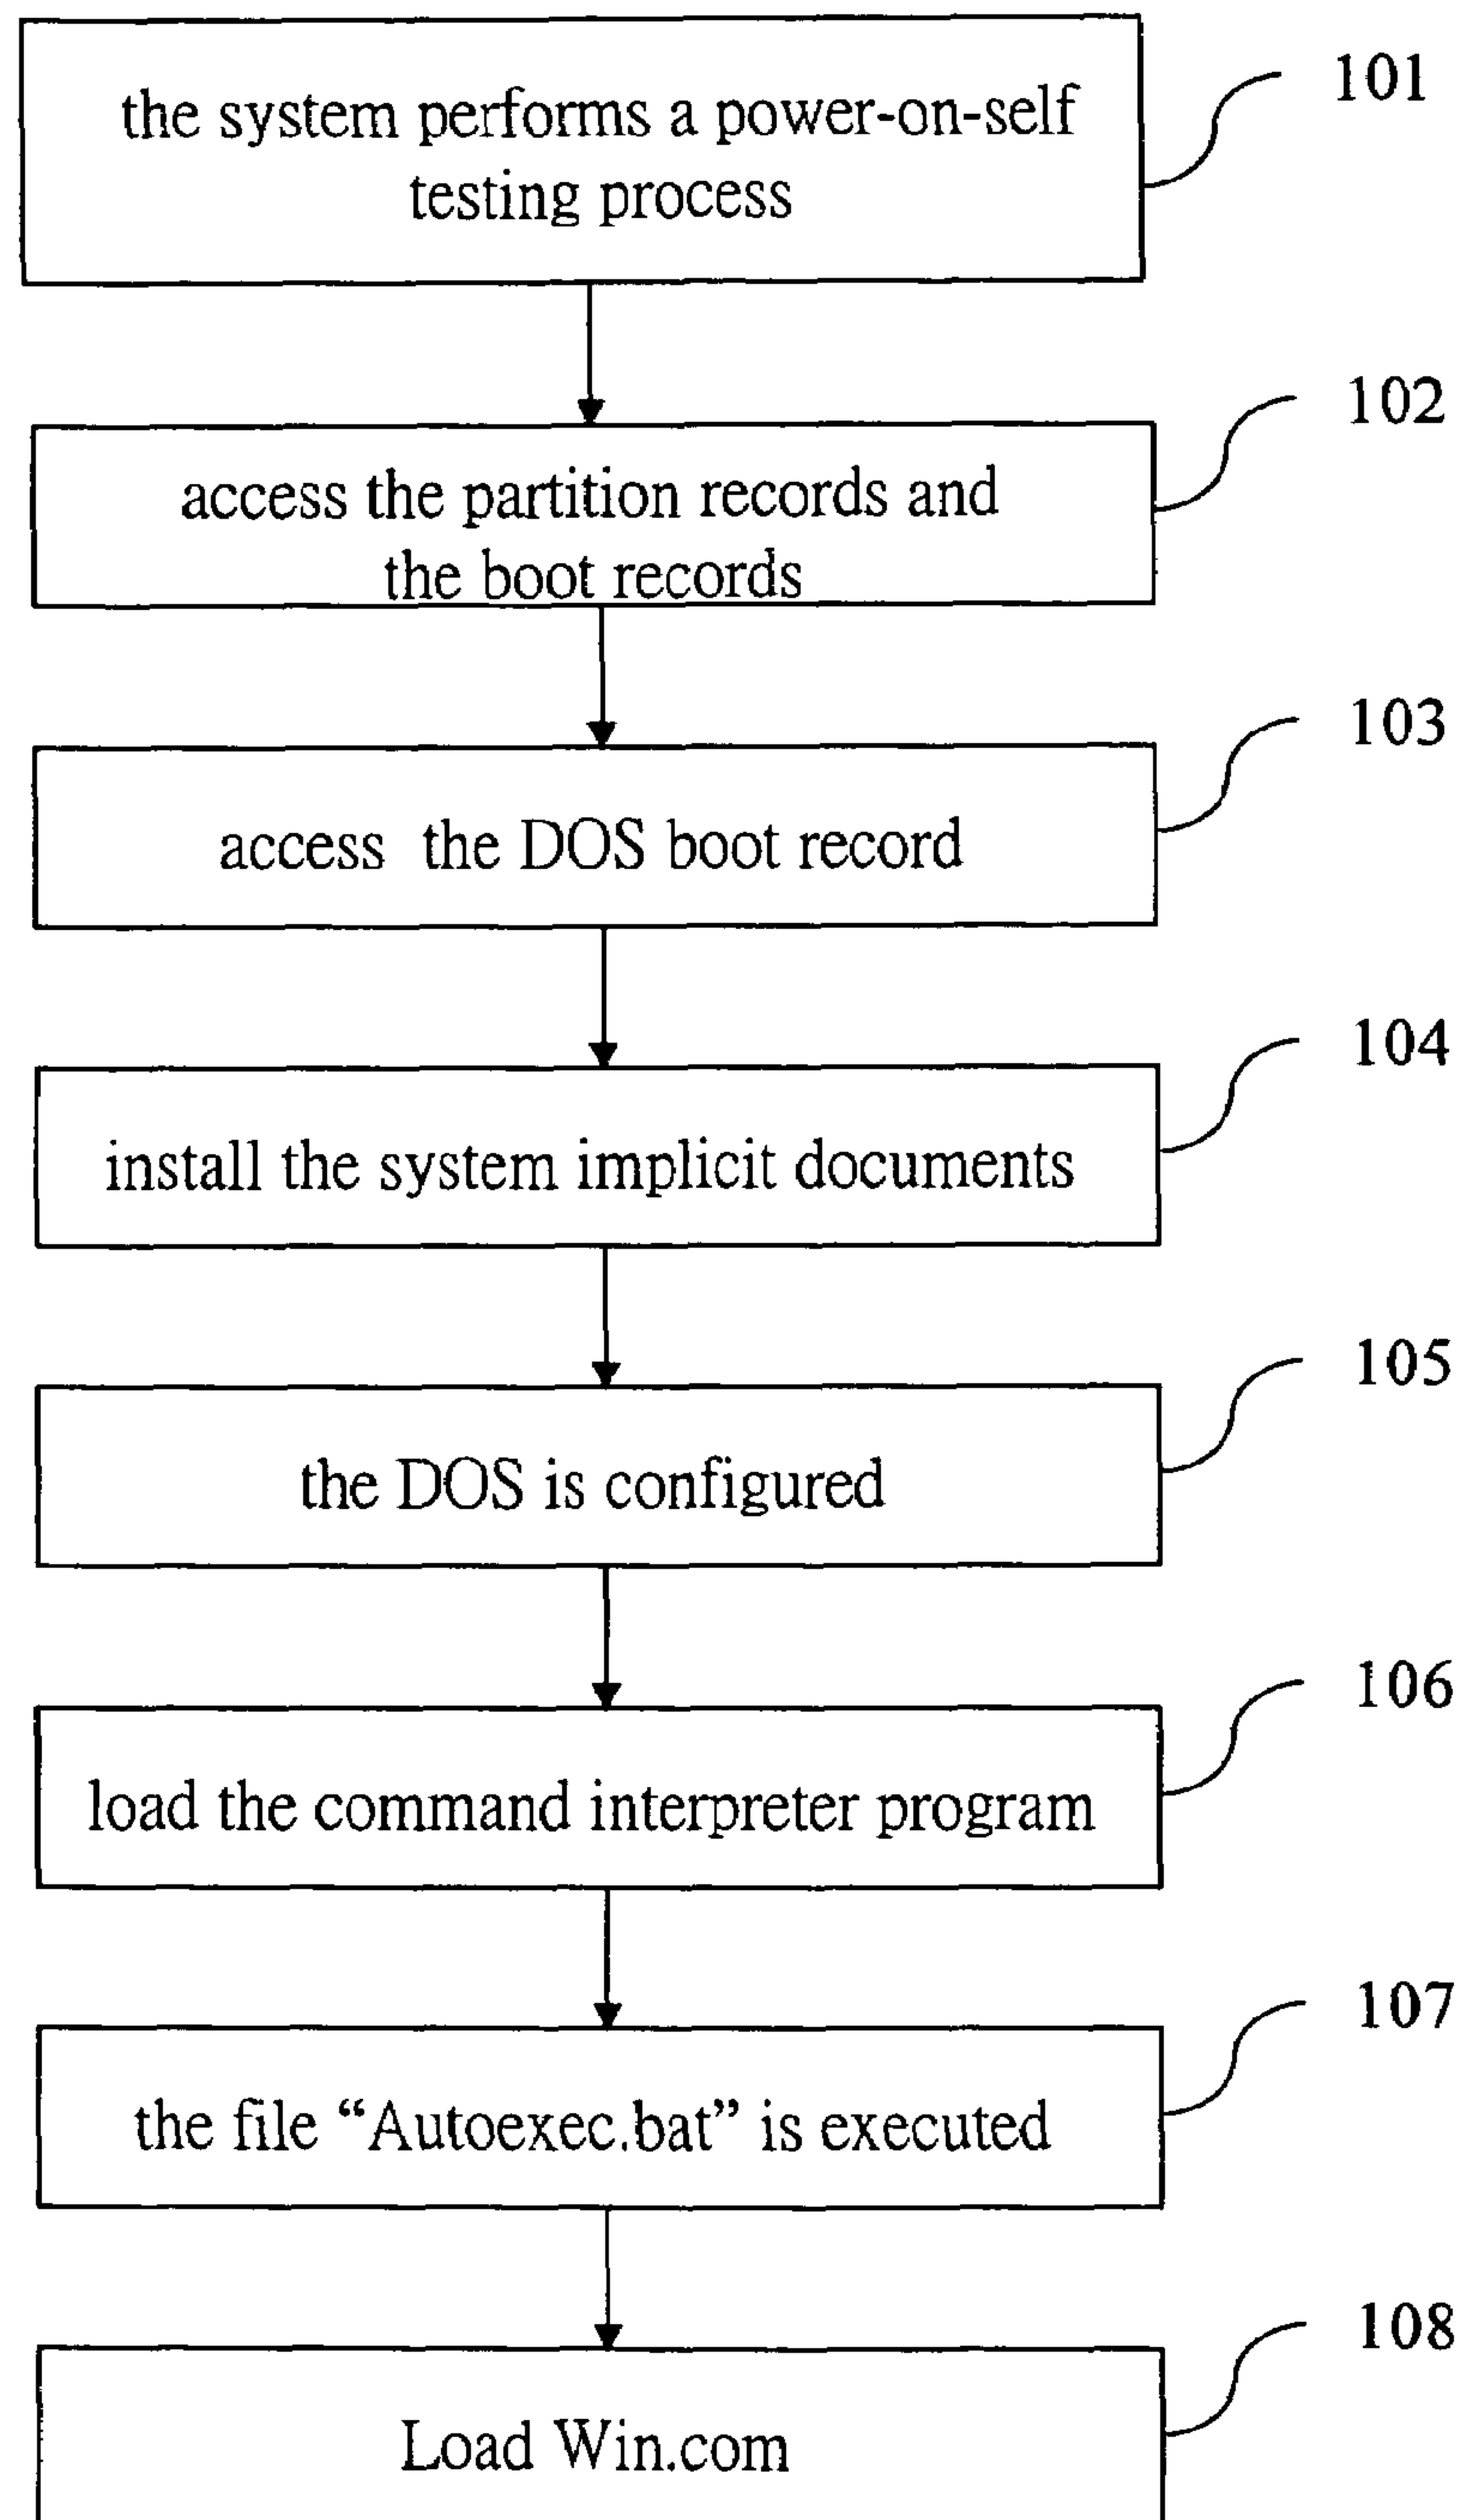 the system performs a power-on-self
testing process
101
access the partition records and
the boot records
102
access the DOS boot record
103
install the system implicit documents
104
the DOS is configured
105
load the command interpreter program
106
the file “Autoexec.bat” is executed
107
Load Win.com
108